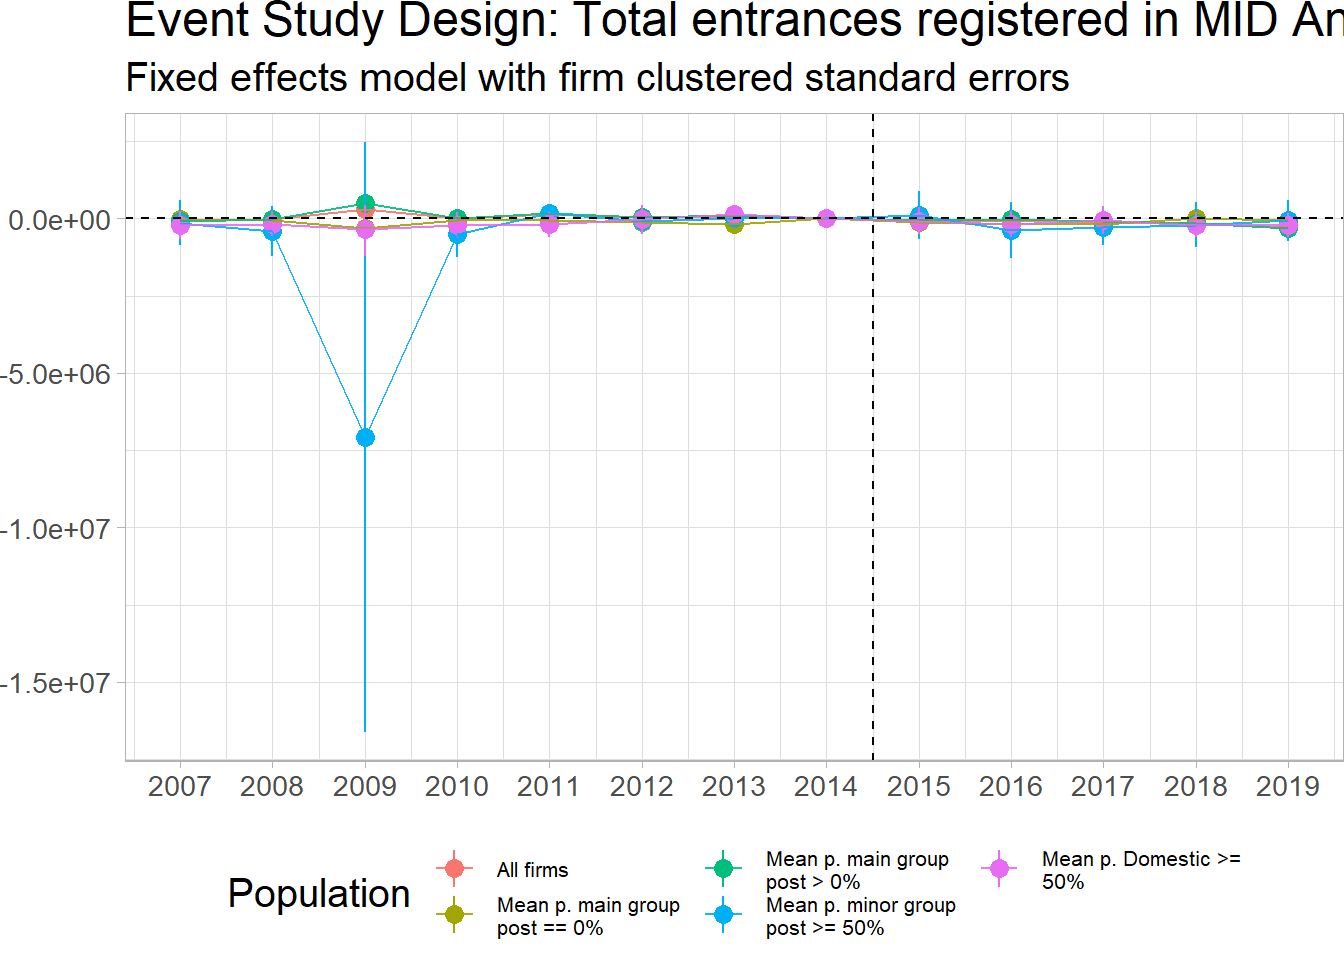 Event Study Design: Total entrances registered in MID An
Fixed effects model with firm clustered standard errors
0.0e+00
-5.0e+06
-1.0e+07
-1.5e+07
2007 2008 2009 2010 2011 2012 2013 2014 2015 2016 2017 2018 2019
Population
All firms
Mean p. main group
post == 0%
Mean p. main group
post > 0%
Mean p. minor group
post >= 50%
Mean p. Domestic >=
50%